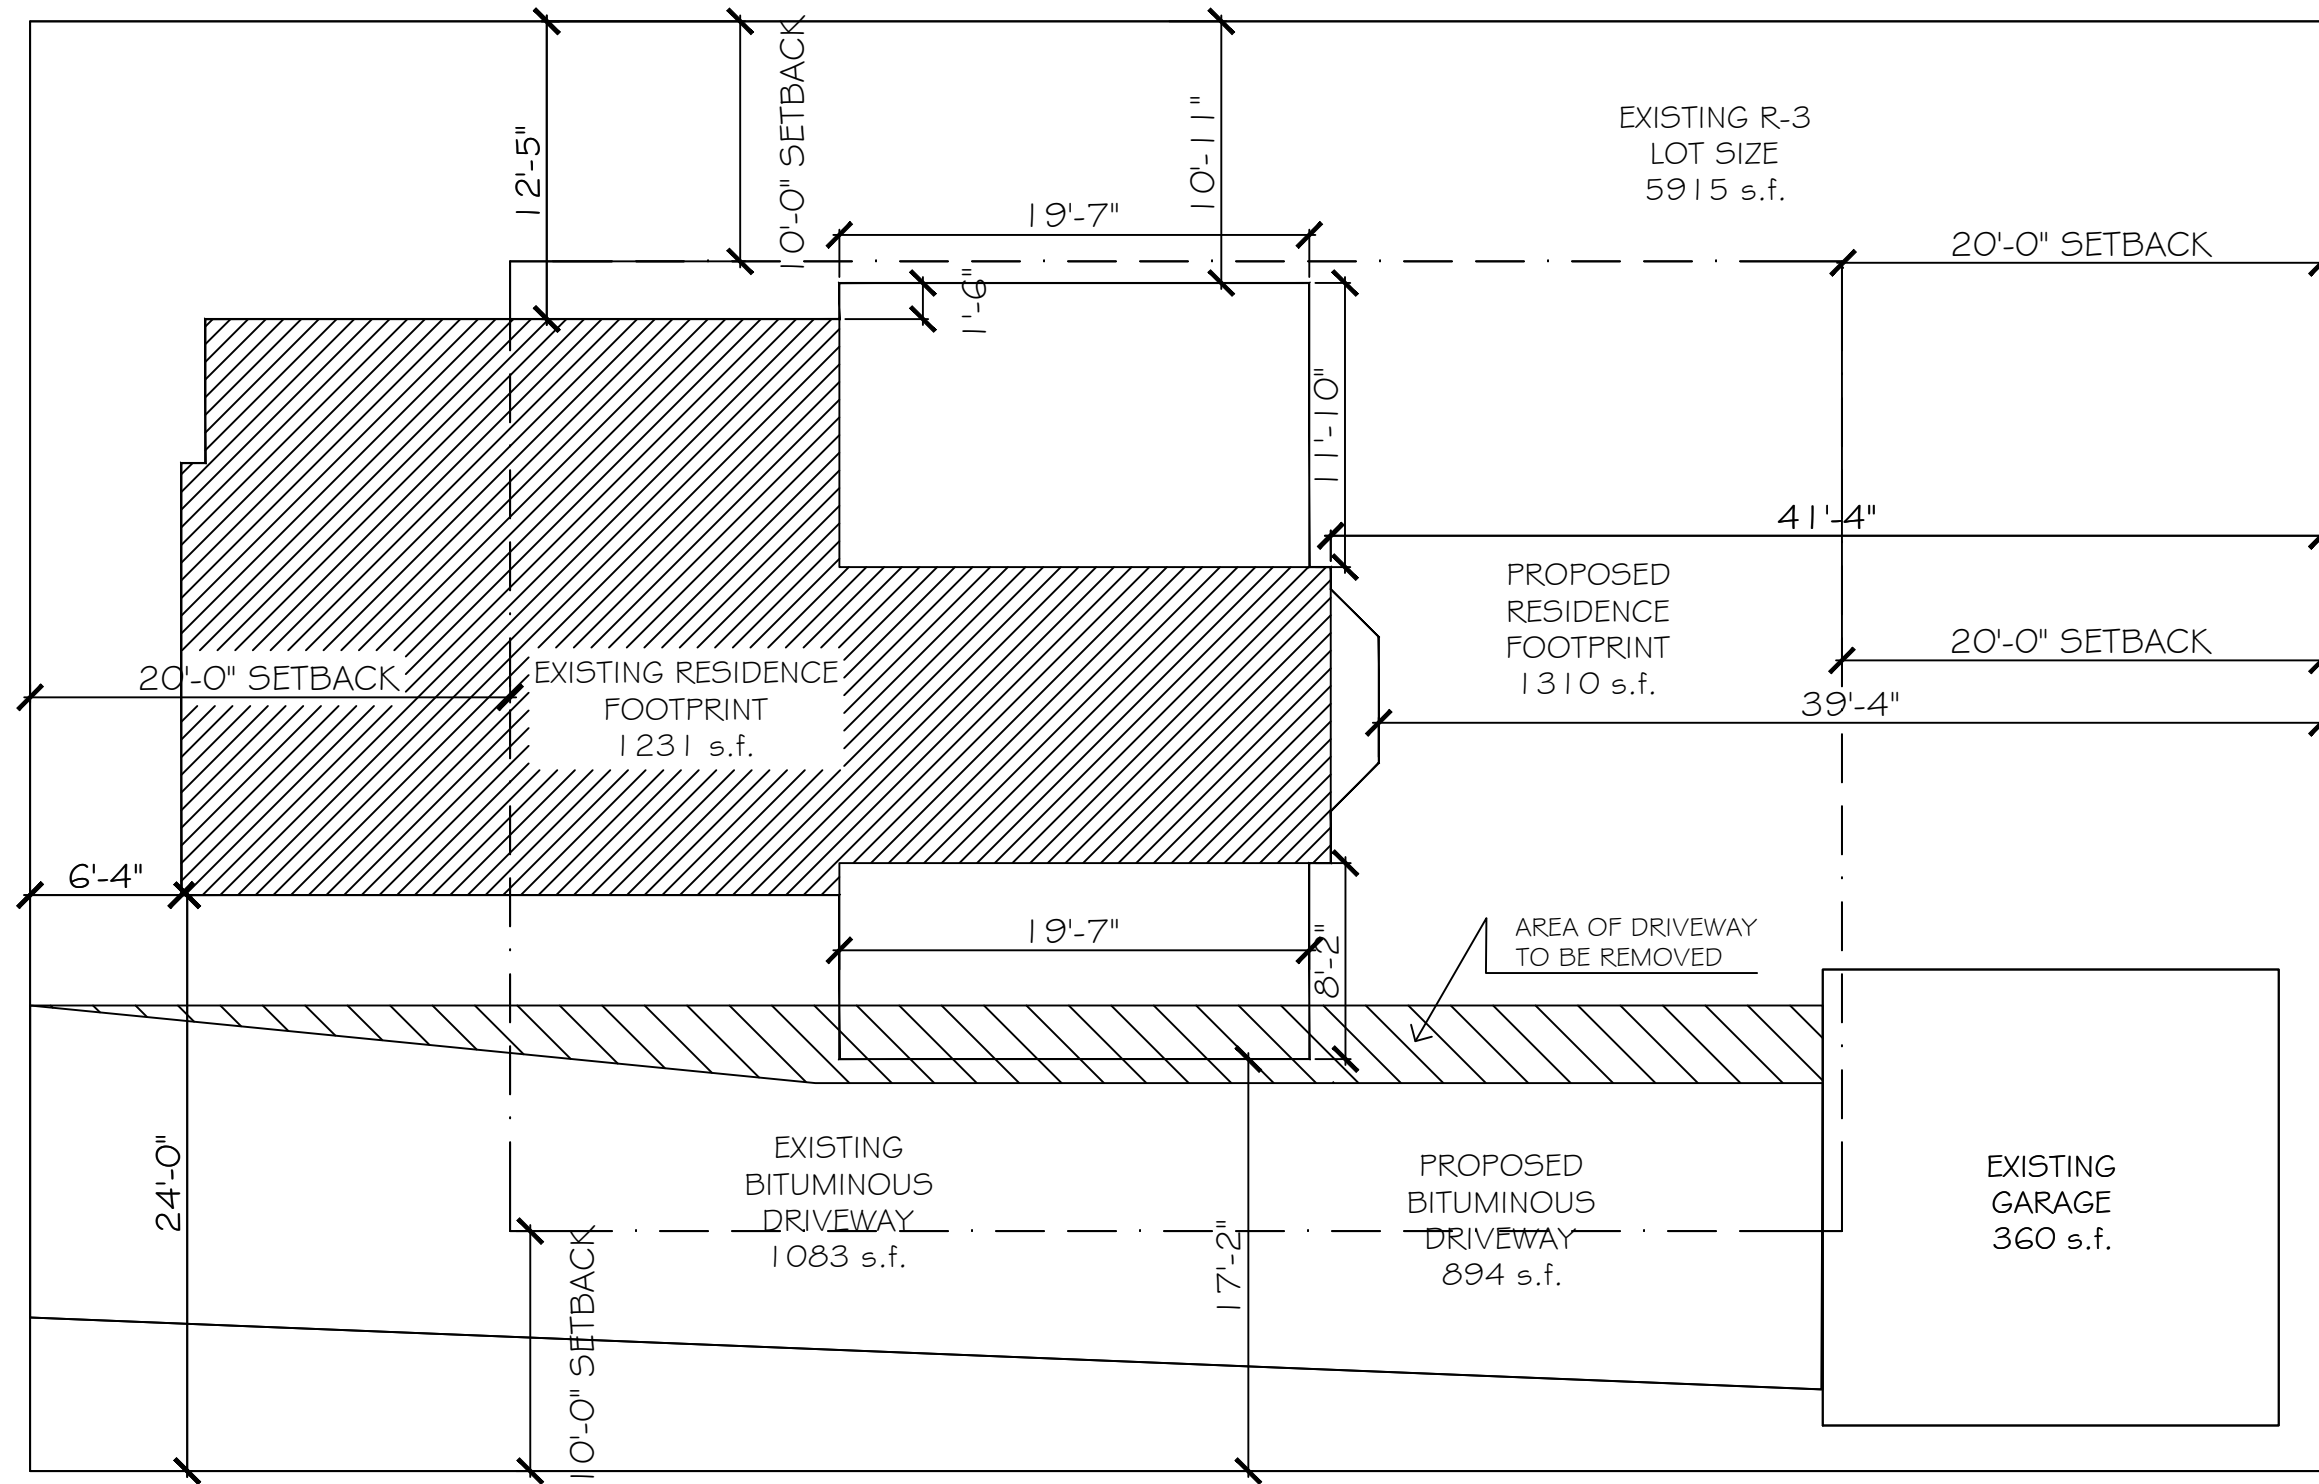 12'-5"
10'-0" SETBACK
10'-11"
EXISTING R-3
LOT SIZE
5915 s.f.
19'-7"
20'-0" SETBACK
1'-6"
11'-10"
41'-4"
PROPOSED
RESIDENCE
FOOTPRINT
1310 s.f.
20'-0" SETBACK
20'-0" SETBACK
EXISTING RESIDENCE
FOOTPRINT
1231 s.f.
39'-4"
6'-4"
19'-7"
8'-2"
AREA OF DRIVEWAY
TO BE REMOVED
24'-0"
EXISTING
BITUMINOUS
DRIVEWAY
1083 s.f.
10'-0" SETBACK
17'-2"
PROPOSED
BITUMINOUS
DRIVEWAY
894 s.f.
EXISTING
GARAGE
360 s.f.